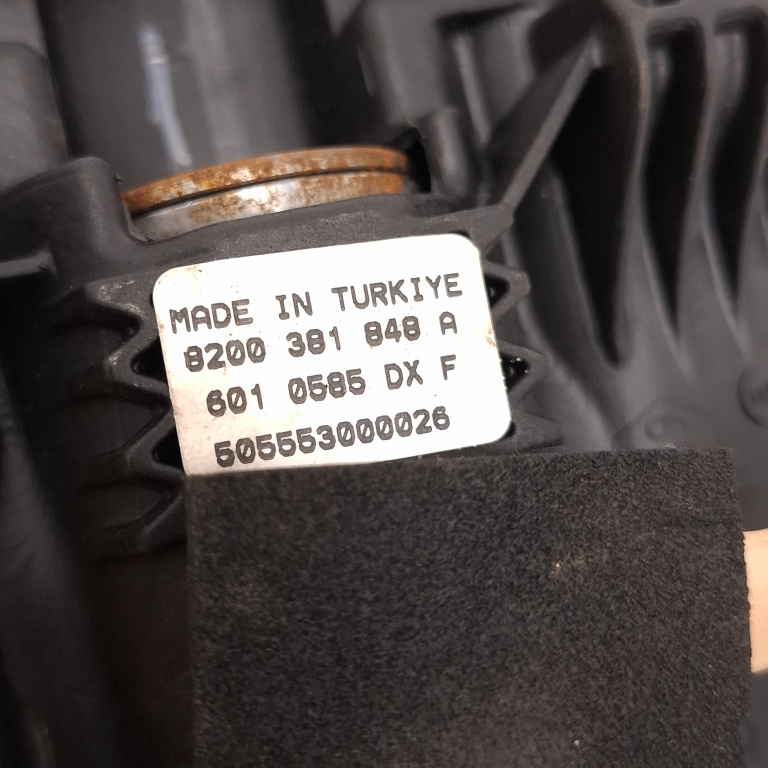 MADE IN TURKIYE
8200 381 848 A
601 0585 DX F
505553000026